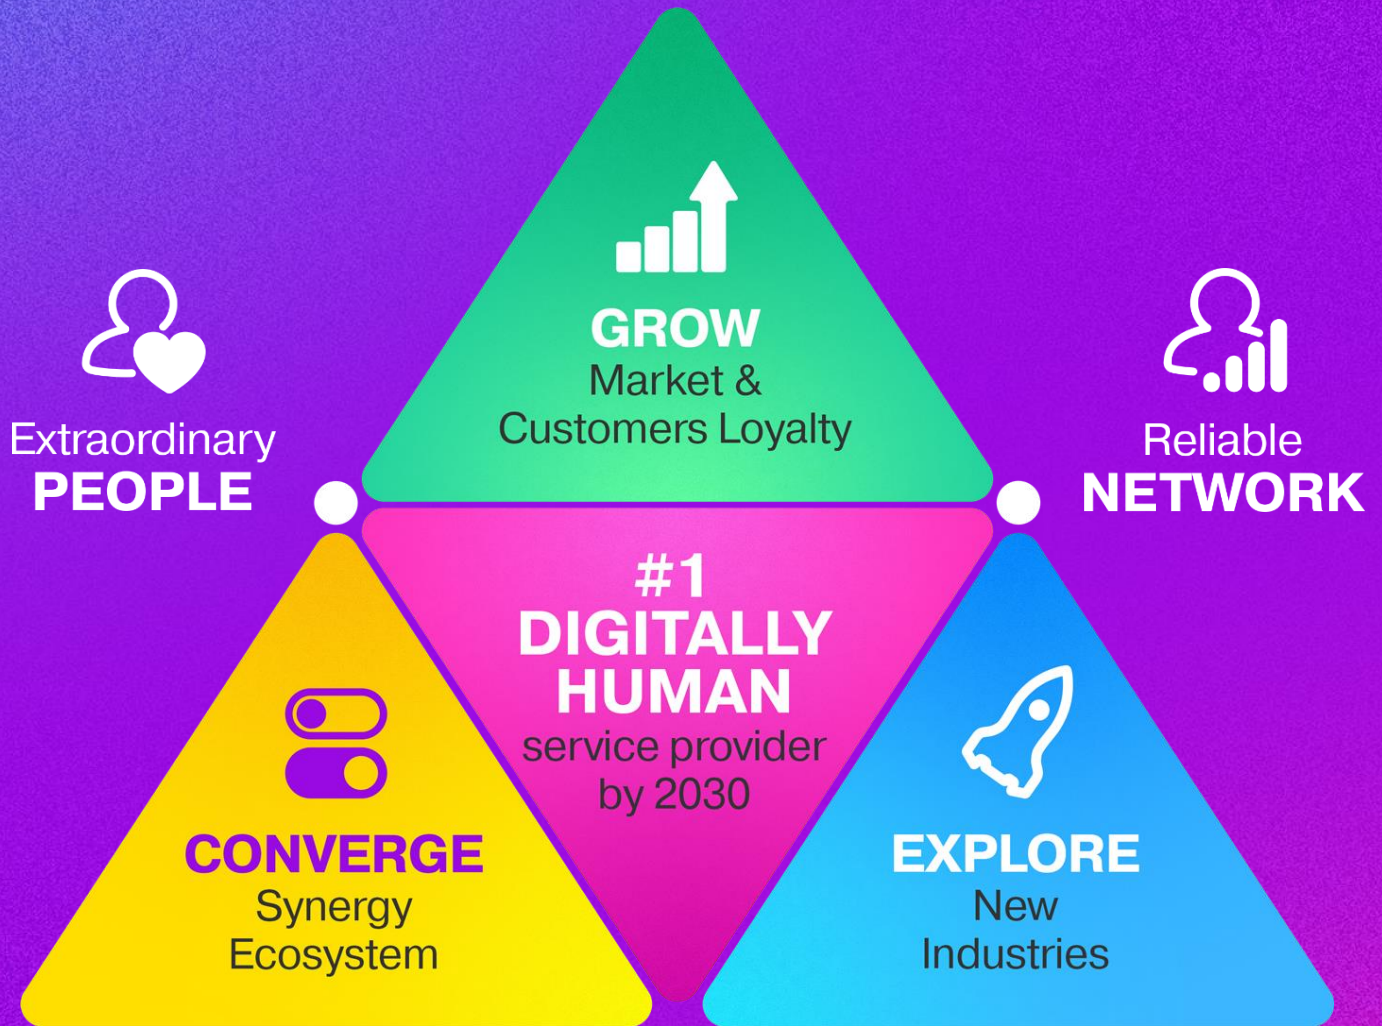 GROW
Market &
Customers Loyalty
Extraordinary
PEOPLE
Reliable
NETWORK
#1
DIGITALLY
HUMAN
service provider
by 2030
CONVERGE
Synergy
Ecosystem
EXPLORE
New
Industries